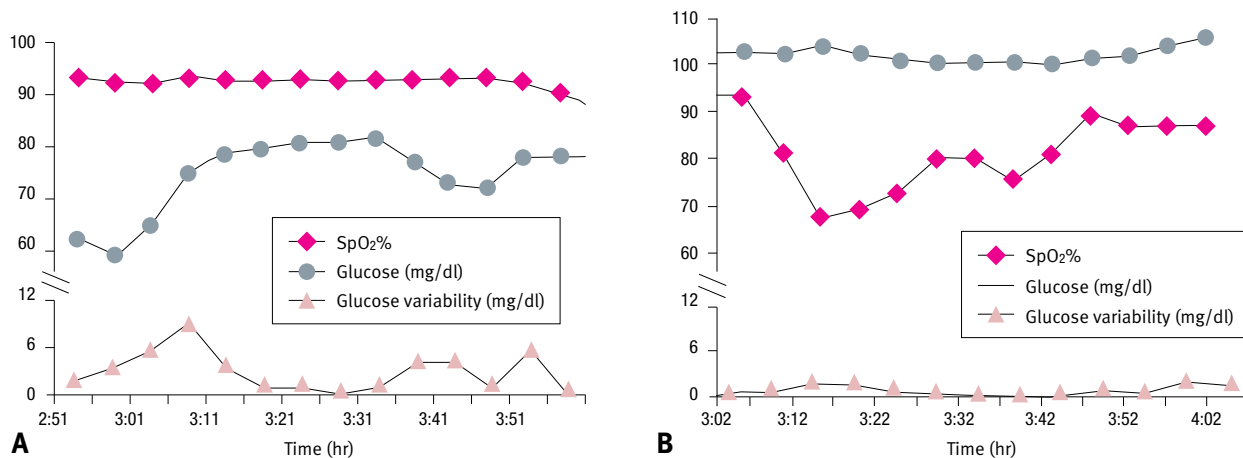 100
90
80
70
60
12
6
0
SpO₂%
Glucose (mg/dl)
Glucose variability (mg/dl)
2:51 3:01 3:11 3:21 3:31 3:41 3:51
A
Time (hr)
110
100
90
80
70
60
12
6
0
SpO₂%
Glucose (mg/dl)
Glucose variability (mg/dl)
3:02 3:12 3:22 3:32 3:42 3:52 4:02
B
Time (hr)